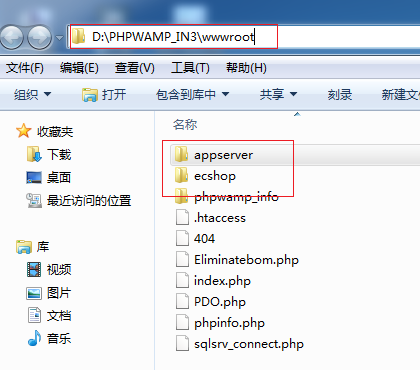 D:\PHPWAMP_IN3\wwwroot
文件(F) 编辑(E) 查看(V) 工具(T) 帮助(H)
组织 打开 包含到库中 共享 刻录 新建文
收藏夹
下载
桌面
最近访问的位置
库
视频
图片
文档
音乐
名称
appserver
ecshop
phpwamp_info
.htaccess
404
Eliminatebom.php
index.php
PDO.php
phpinfo.php
sqlsrv_connect.php